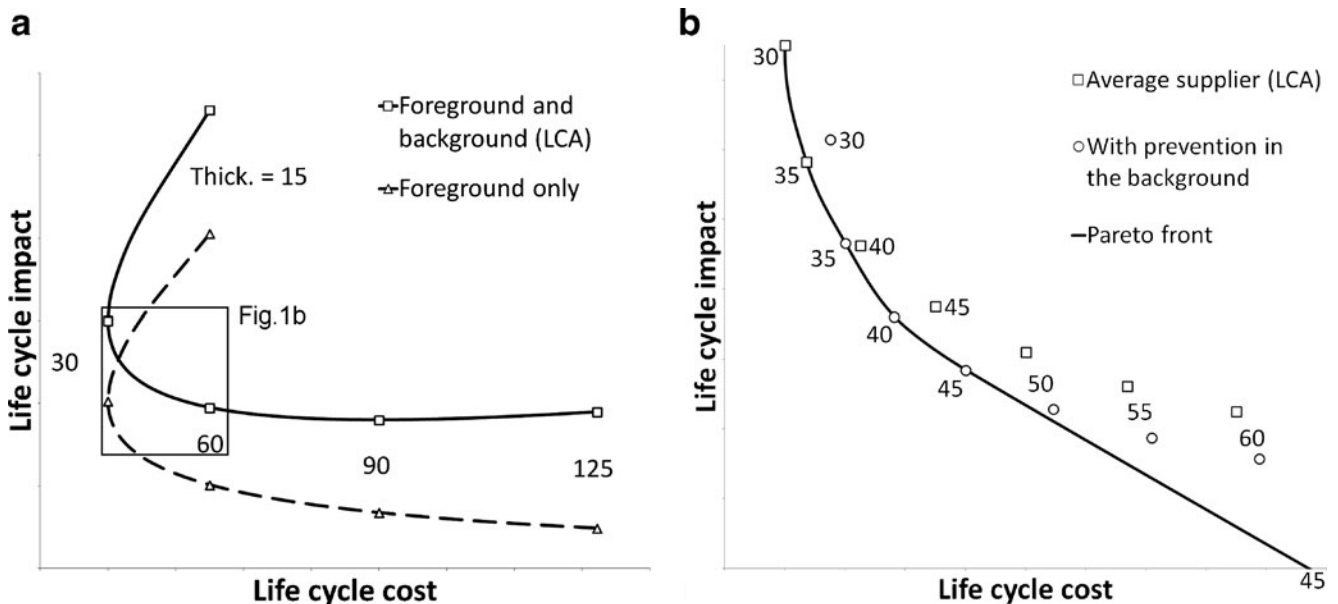 a
Foreground and
background (LCA)
Thick. = 15
Foreground only
Fig.1b
30
60
90
125
Life cycle impact
Life cycle cost
b
30
Average supplier (LCA)
30
With prevention in
the background
35
Pareto front
35
40
45
40
50
45
55
60
45
Life cycle impact
Life cycle cost